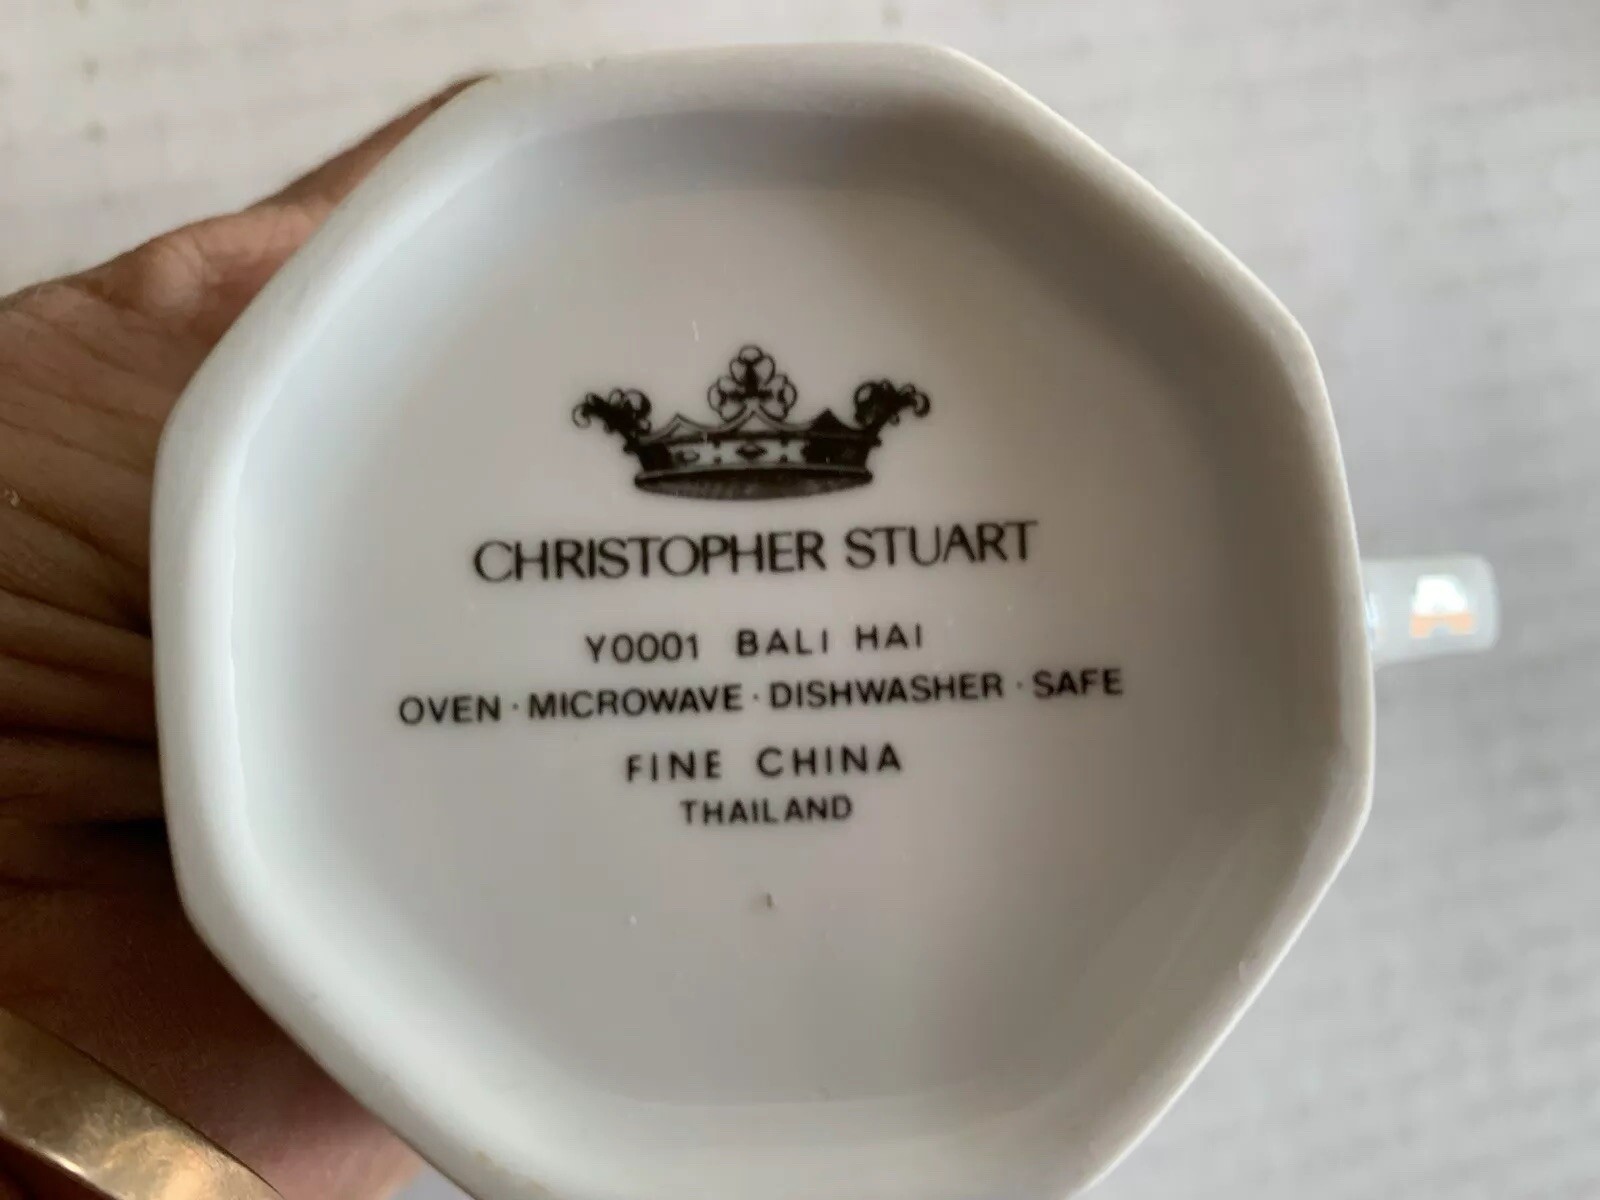 CHRISTOPHER STUART
Y0001 BALI HAI
OVEN · MICROWAVE · DISHWASHER · SAFE
FINE CHINA
THAILAND